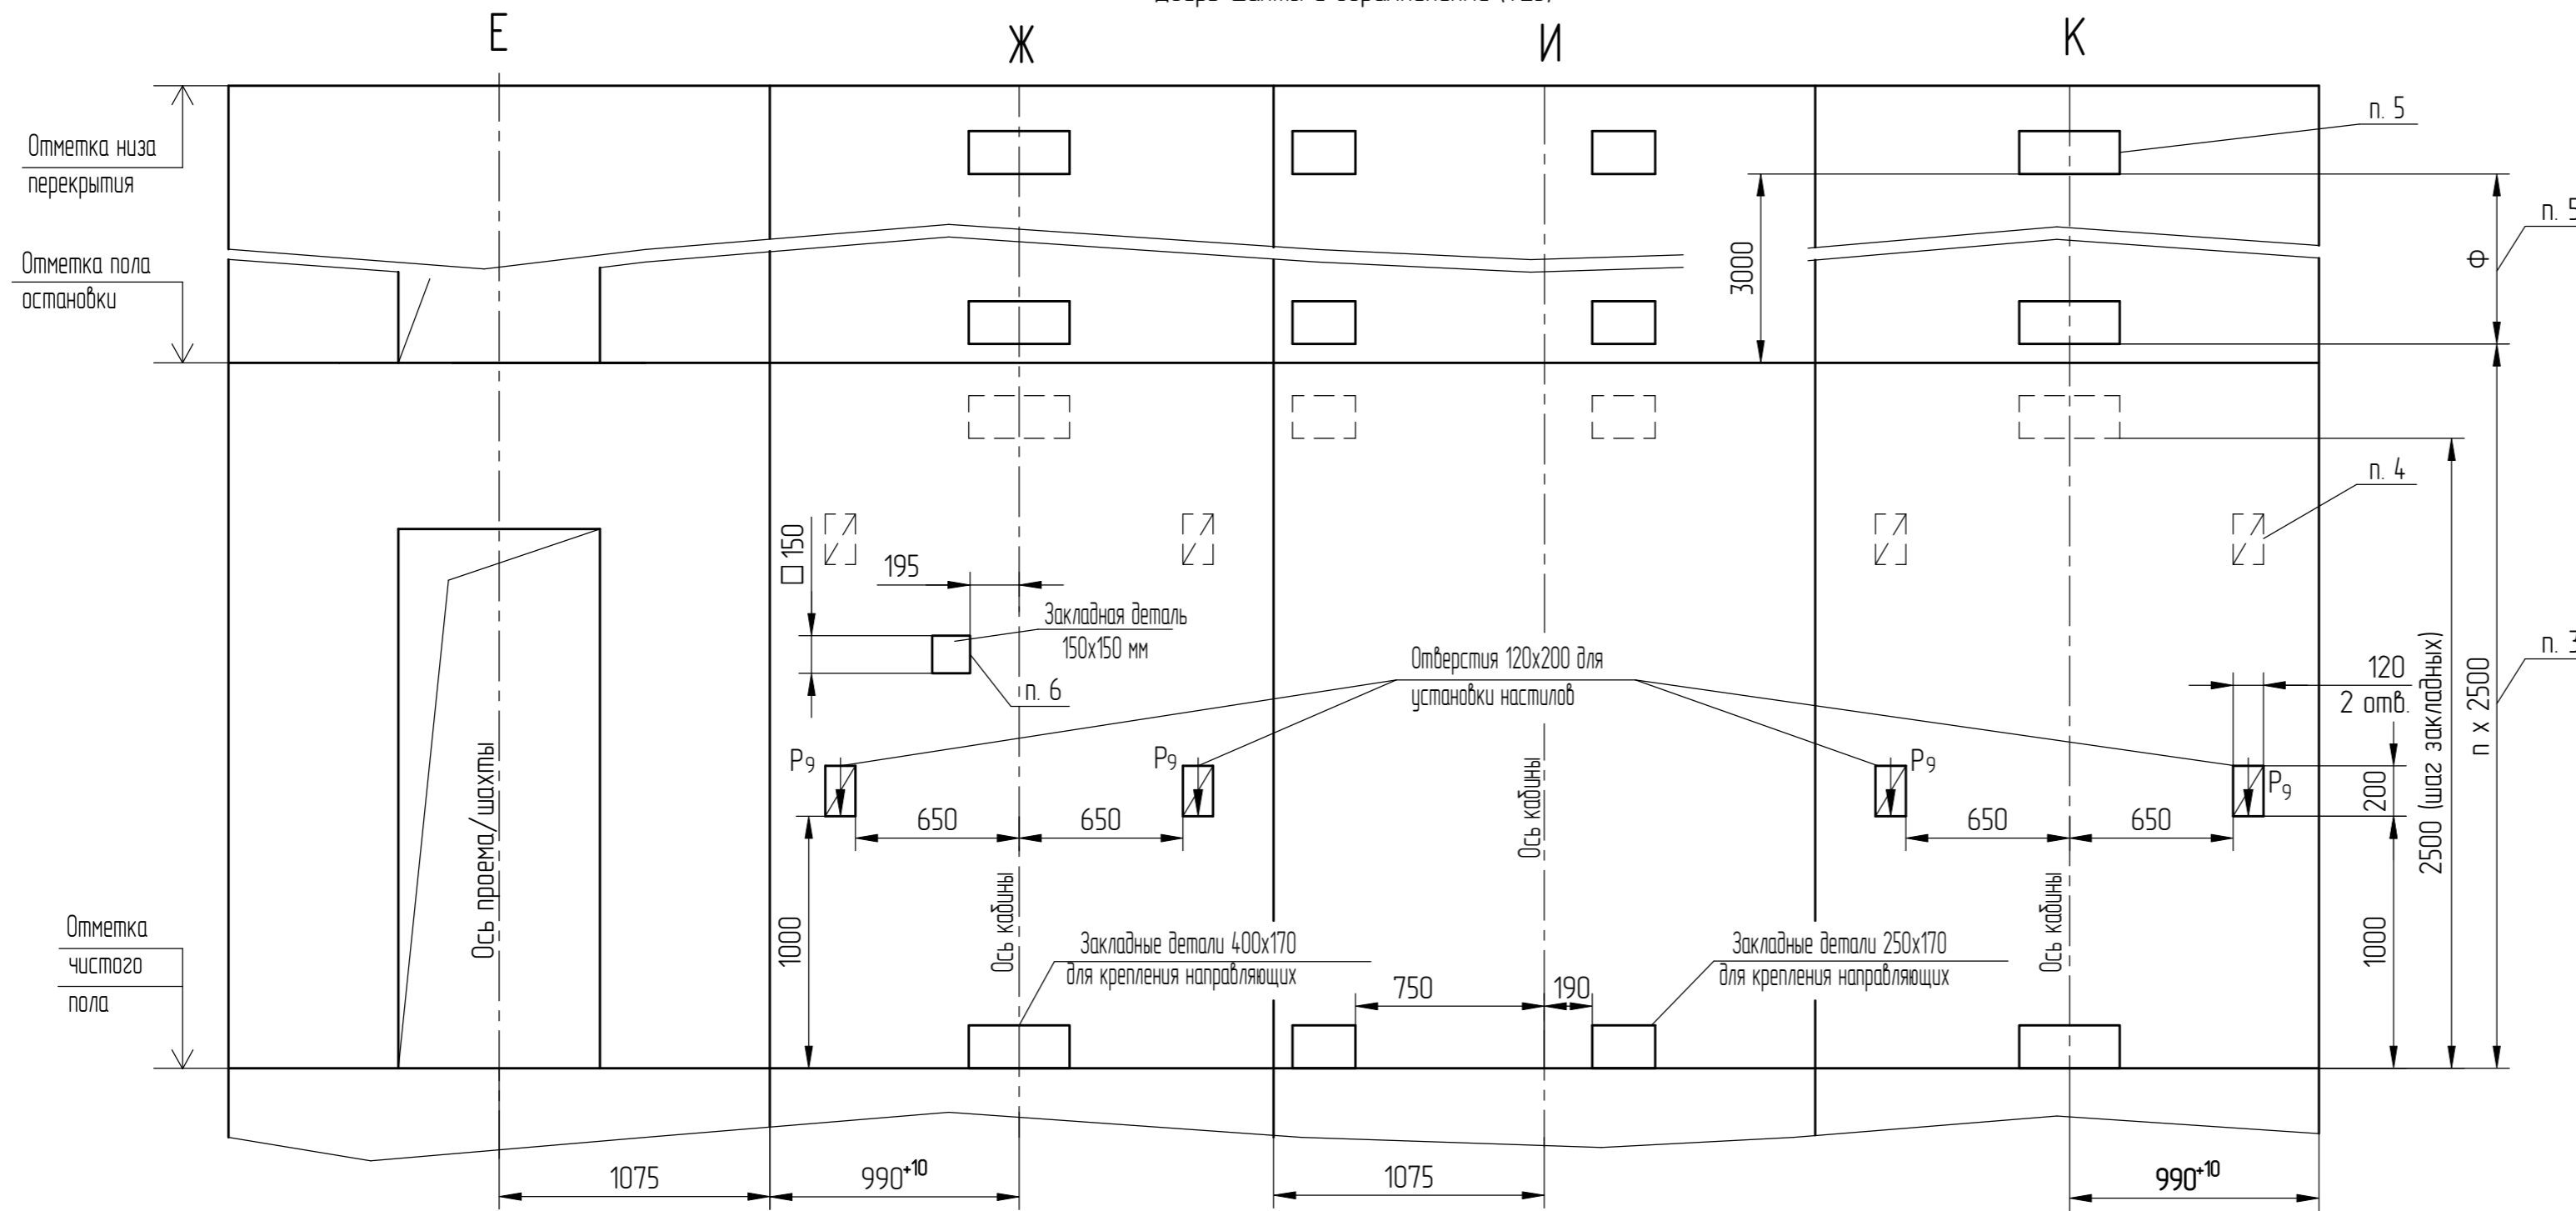 Е
Ж
И
К
Отметка низа
перекрытия
п. 5
Отметка пола
остановки
3000
Ф
п. 5
п. 4
□ 150
195
Закладная деталь
150х150 мм
п. 6
Отверстия 120х200 для
установки настилов
120
2 отв.
п. 3
2500 (шаг закладных)
п х 2500
Ось проема/шахты
Р9
Р9
Р9
Р9
Ось кабины
200
650
650
650
650
1000
Ось кабины
Ось кабины
1000
Отметка
чистого
пола
Закладные детали 400х170
для крепления направляющих
Закладные детали 250х170
для крепления направляющих
750
190
1075
990+10
1075
990+10